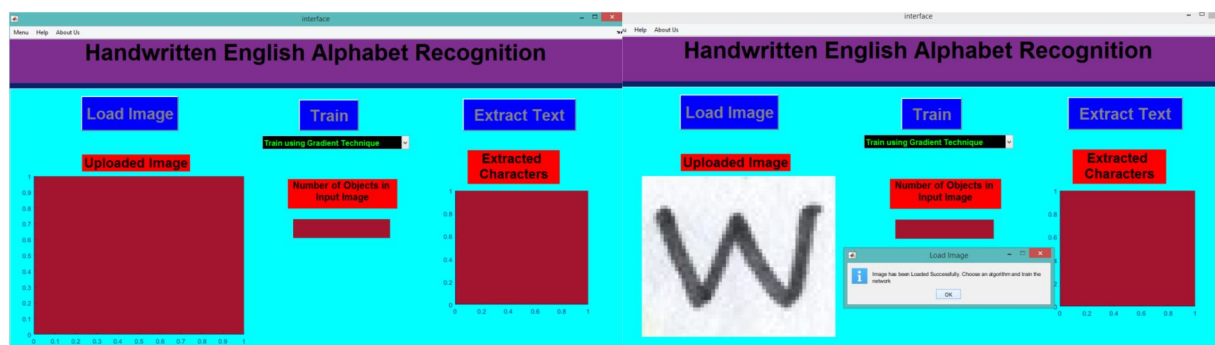 interface
Menu Help About Us
Handwritten English Alphabet Recognition
Load Image
Train
Extract Text
Train using Gradient Technique
Uploaded Image
Extracted
Characters
Number of Objects in
Input Image
1
0.9
0.8
0.7
0.6
0.5
0.4
0.3
0.2
0.1
0
0 0.1 0.2 0.3 0.4 0.5 0.6 0.7 0.8 0.9 1
1
0.8
0.6
0.4
0.2
0
0 0.2 0.4 0.6 0.8 1
interface
u Help About Us
Handwritten English Alphabet Recognition
Load Image
Train
Extract Text
Train using Gradient Technique
Uploaded Image
Extracted
Characters
Number of Objects in
Input Image
W
1
0.8
0.6
2
0
0 0.2 0.4 0.6 0.8 1
Load Image
Image has been Loaded Successfully. Choose an algorithm and train the
network
OK